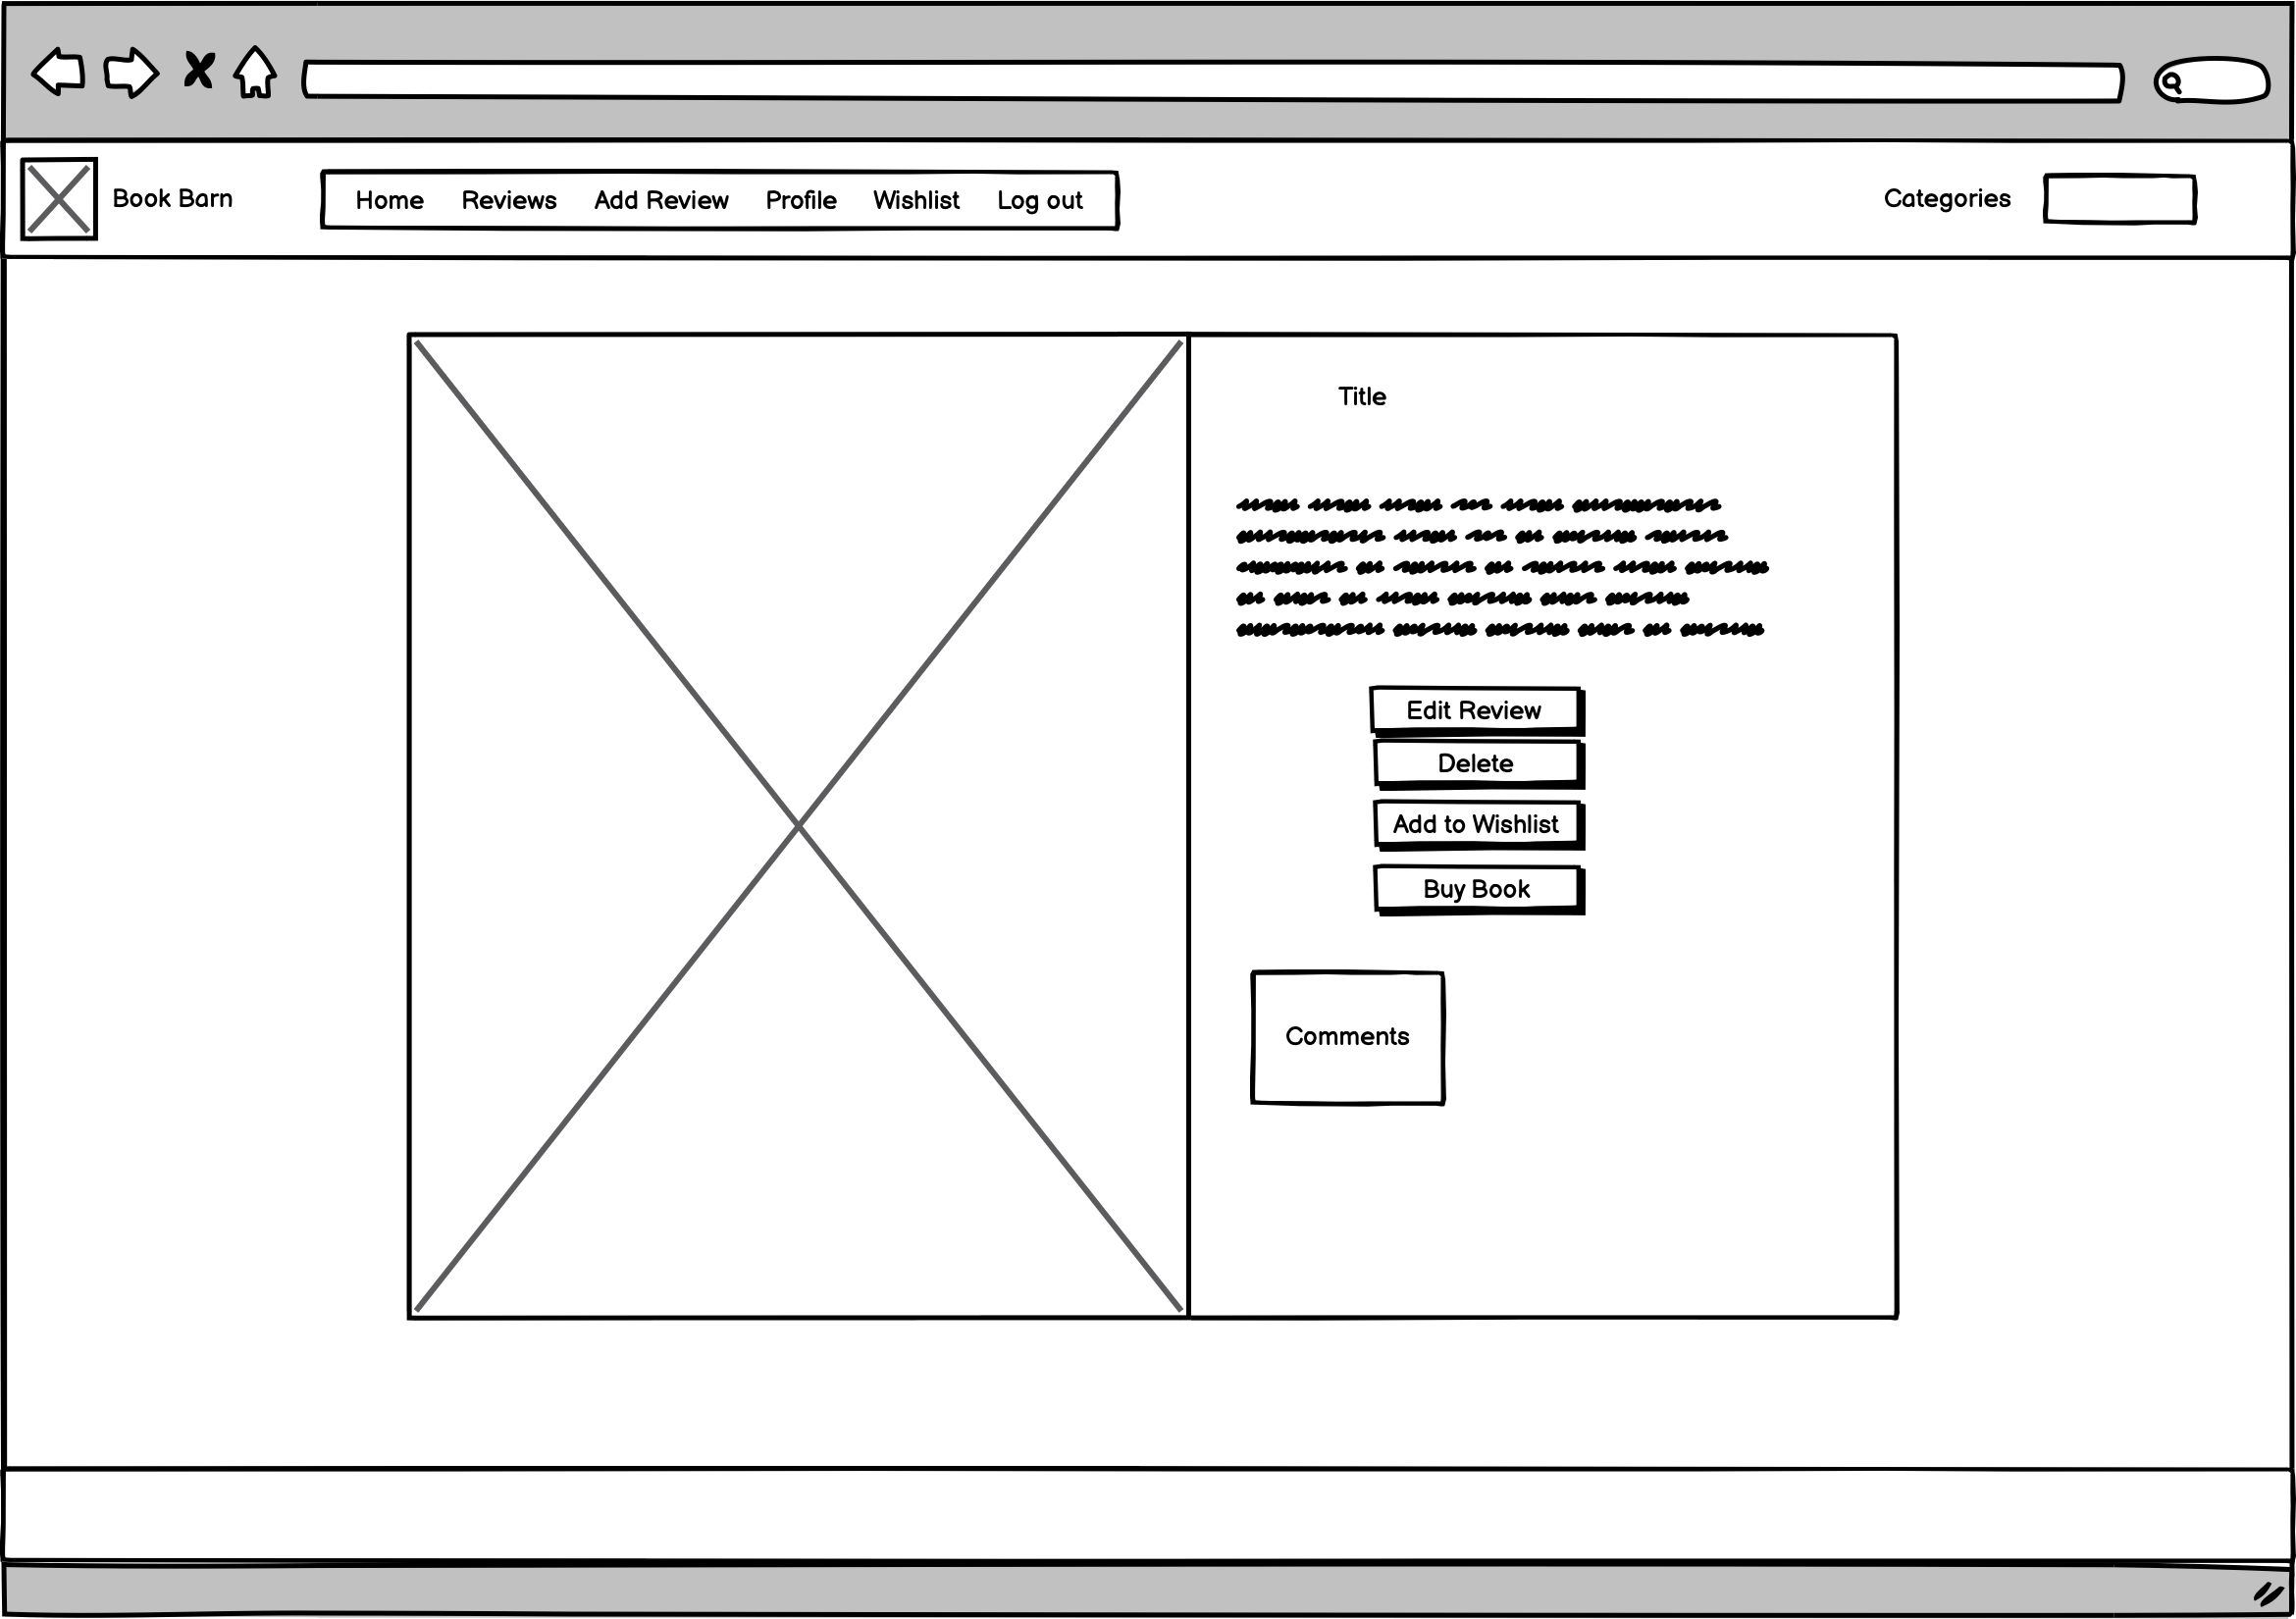 Book Barn
Home Reviews Add Review Profile Wishlist Log out
Categories
Title
Edit Review
Delete
Add to Wishlist
Buy Book
Comments